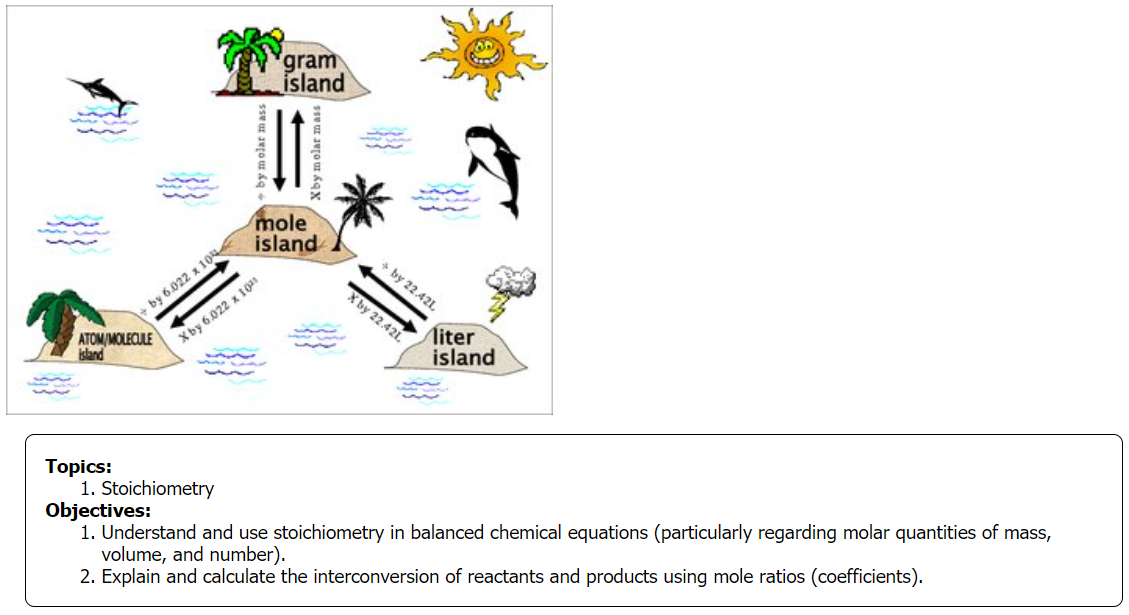 gram
island
÷ by molar mass
X by molar mass
mole
island
÷ by 6.022 x 10²³
X by 6.022 x 10²³
÷ by 22.42L
X by 22.42L
ATOM/MOLECULE
island
liter
island
Topics:
1. Stoichiometry
Objectives:
1. Understand and use stoichiometry in balanced chemical equations (particularly regarding molar quantities of mass,
volume, and number).
2. Explain and calculate the interconversion of reactants and products using mole ratios (coefficients).